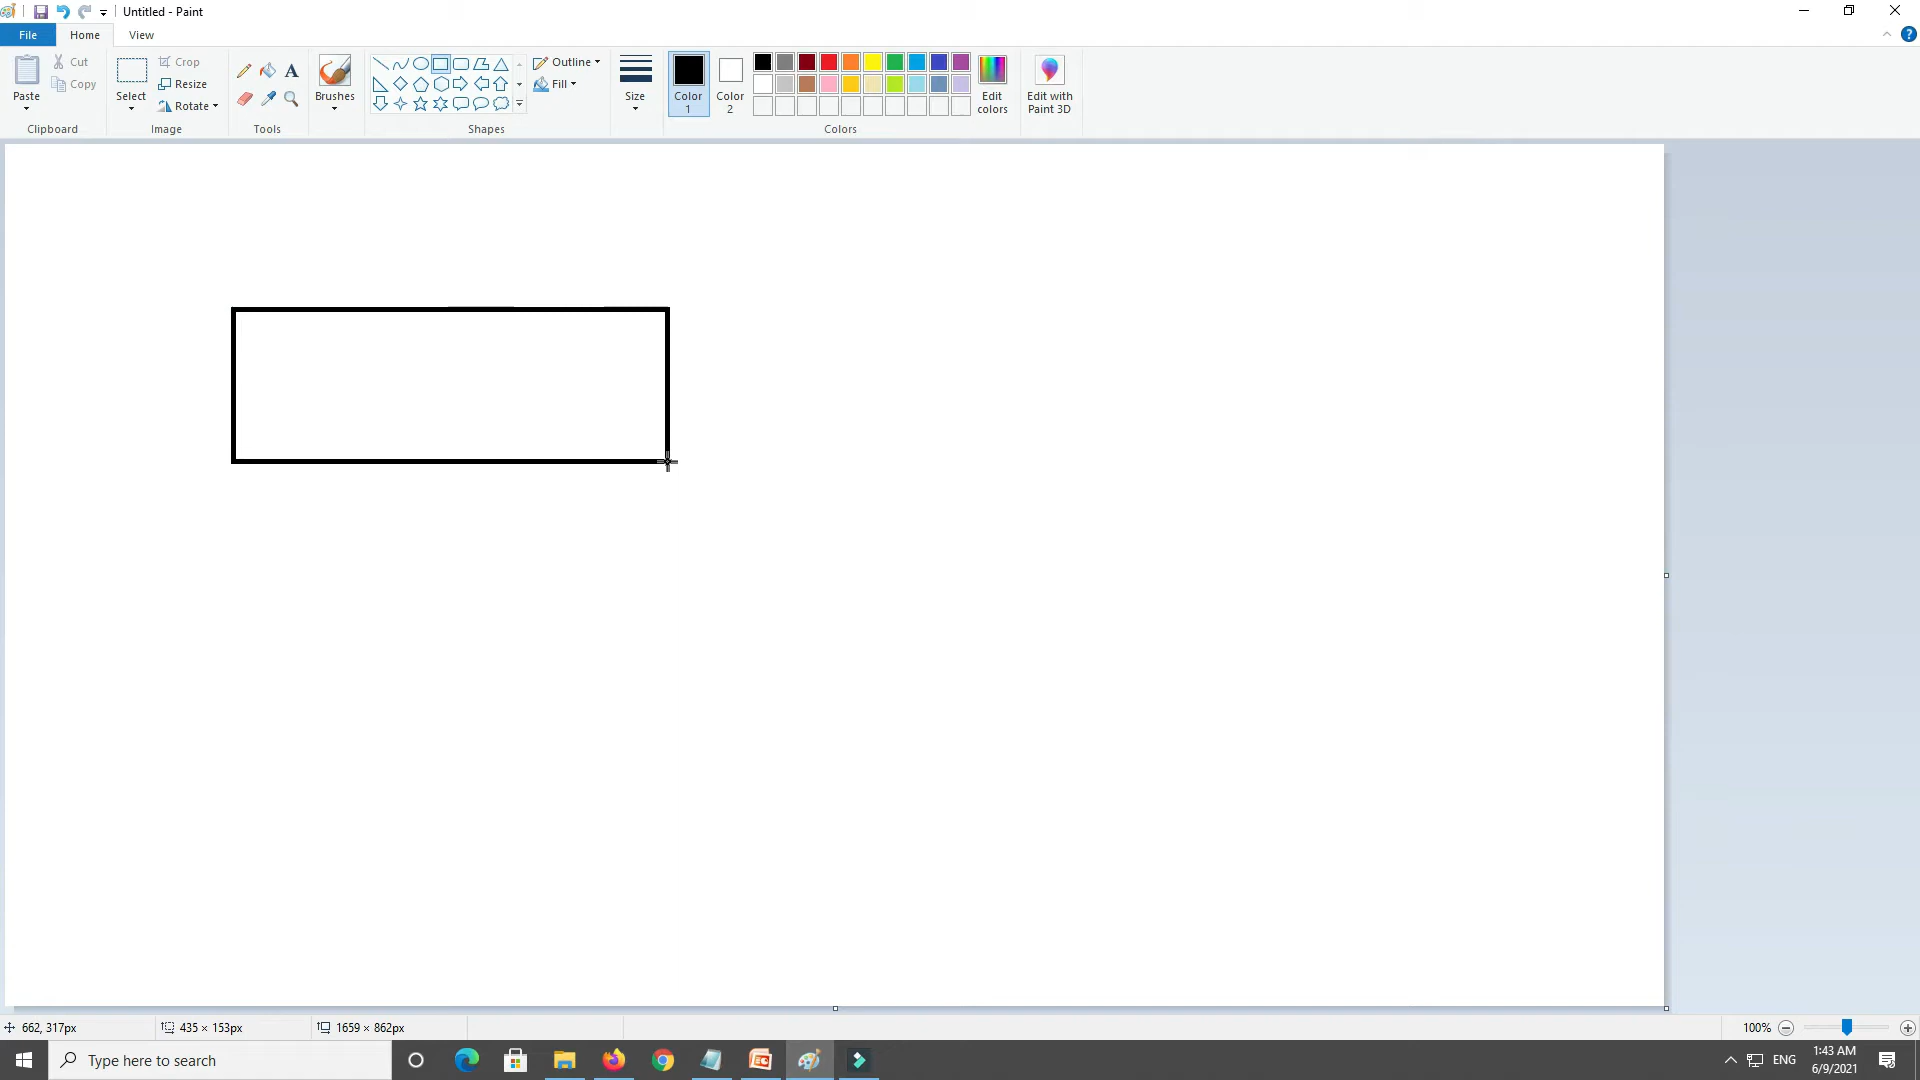 Untitled - Paint
File Home View
Paste
Cut
Copy
Clipboard
Select
Crop
Resize
Rotate
Image
A
Tools
Brushes
Outline
Fill
Shapes
Size
Color 1
Color 2
Edit colors
Colors
Edit with Paint 3D
662, 317px 435 × 153px 1659 × 862px 100%
Type here to search
ENG
1:43 AM
6/9/2021